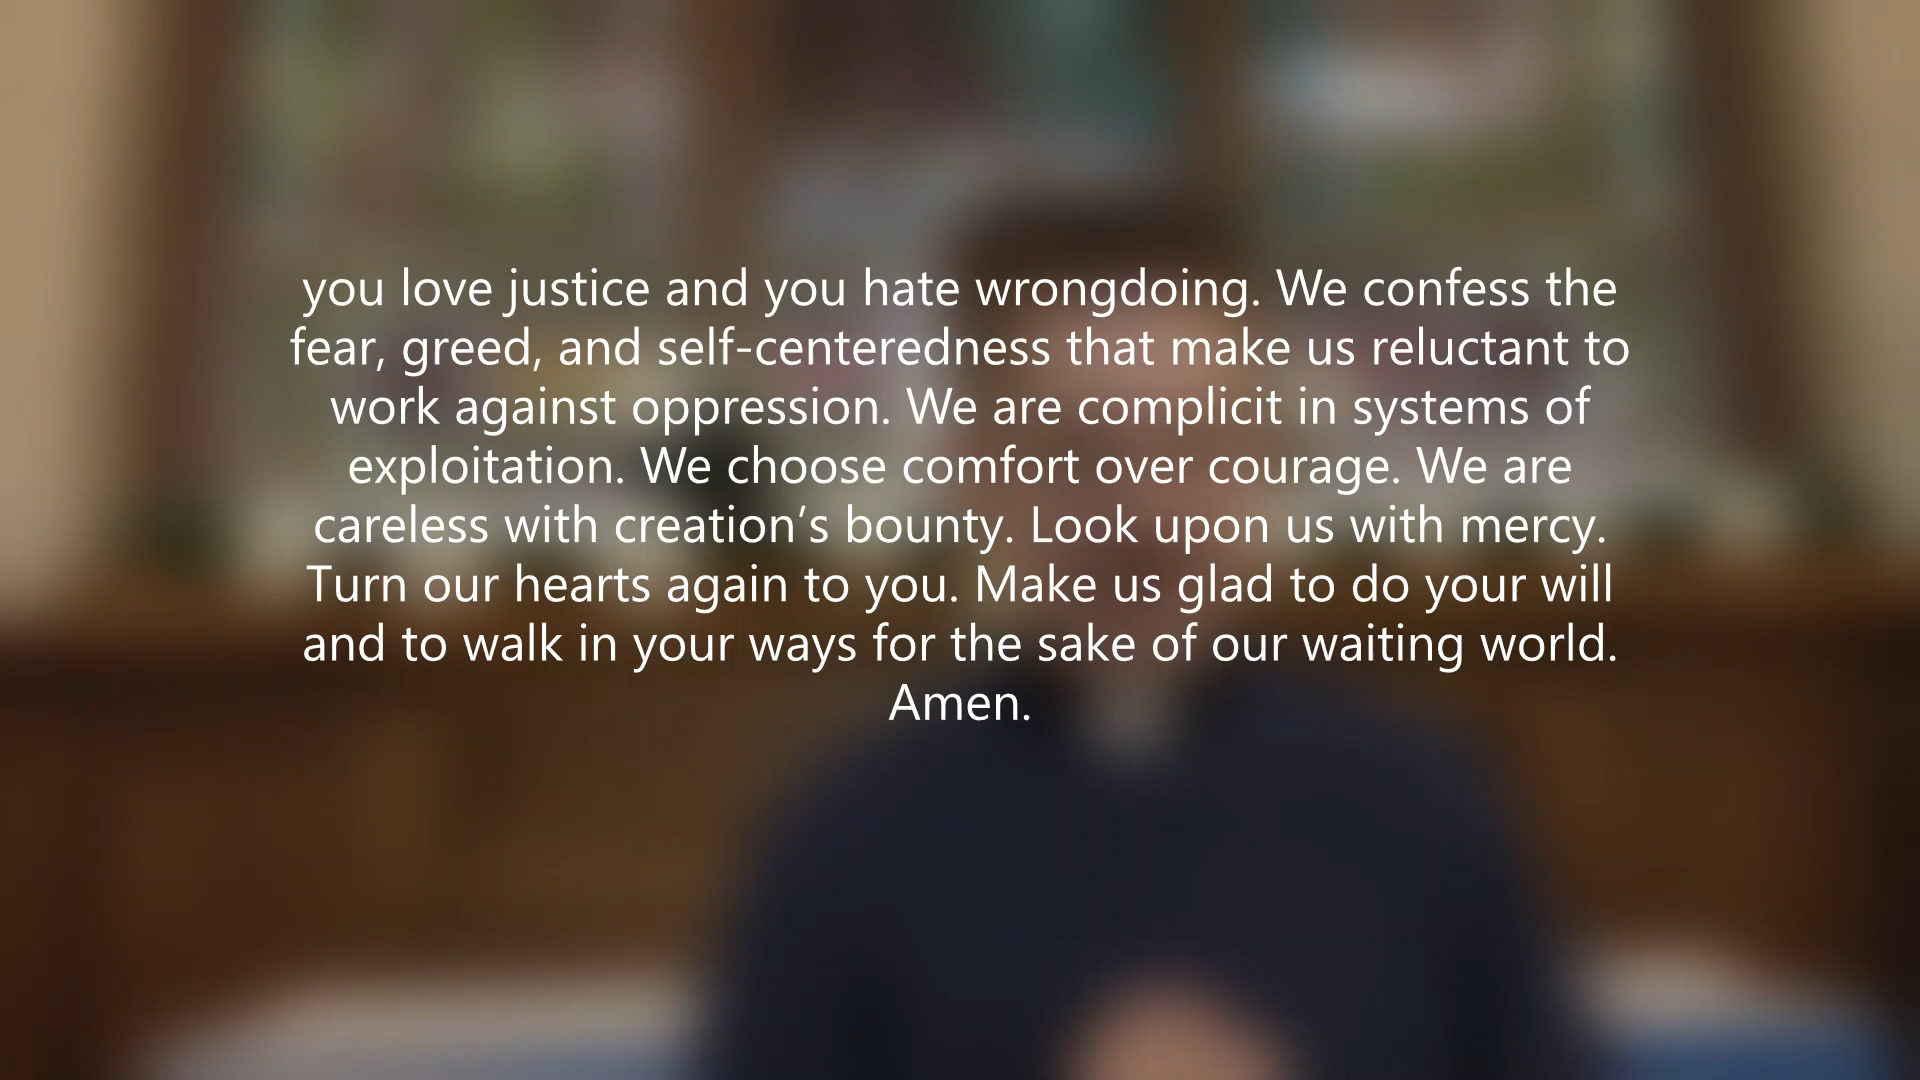 you love justice and you hate wrongdoing. We confess the
fear, greed, and self-centeredness that make us reluctant to
work against oppression. We are complicit in systems of
exploitation. We choose comfort over courage. We are
careless with creation’s bounty. Look upon us with mercy.
Turn our hearts again to you. Make us glad to do your will
and to walk in your ways for the sake of our waiting world.
Amen.